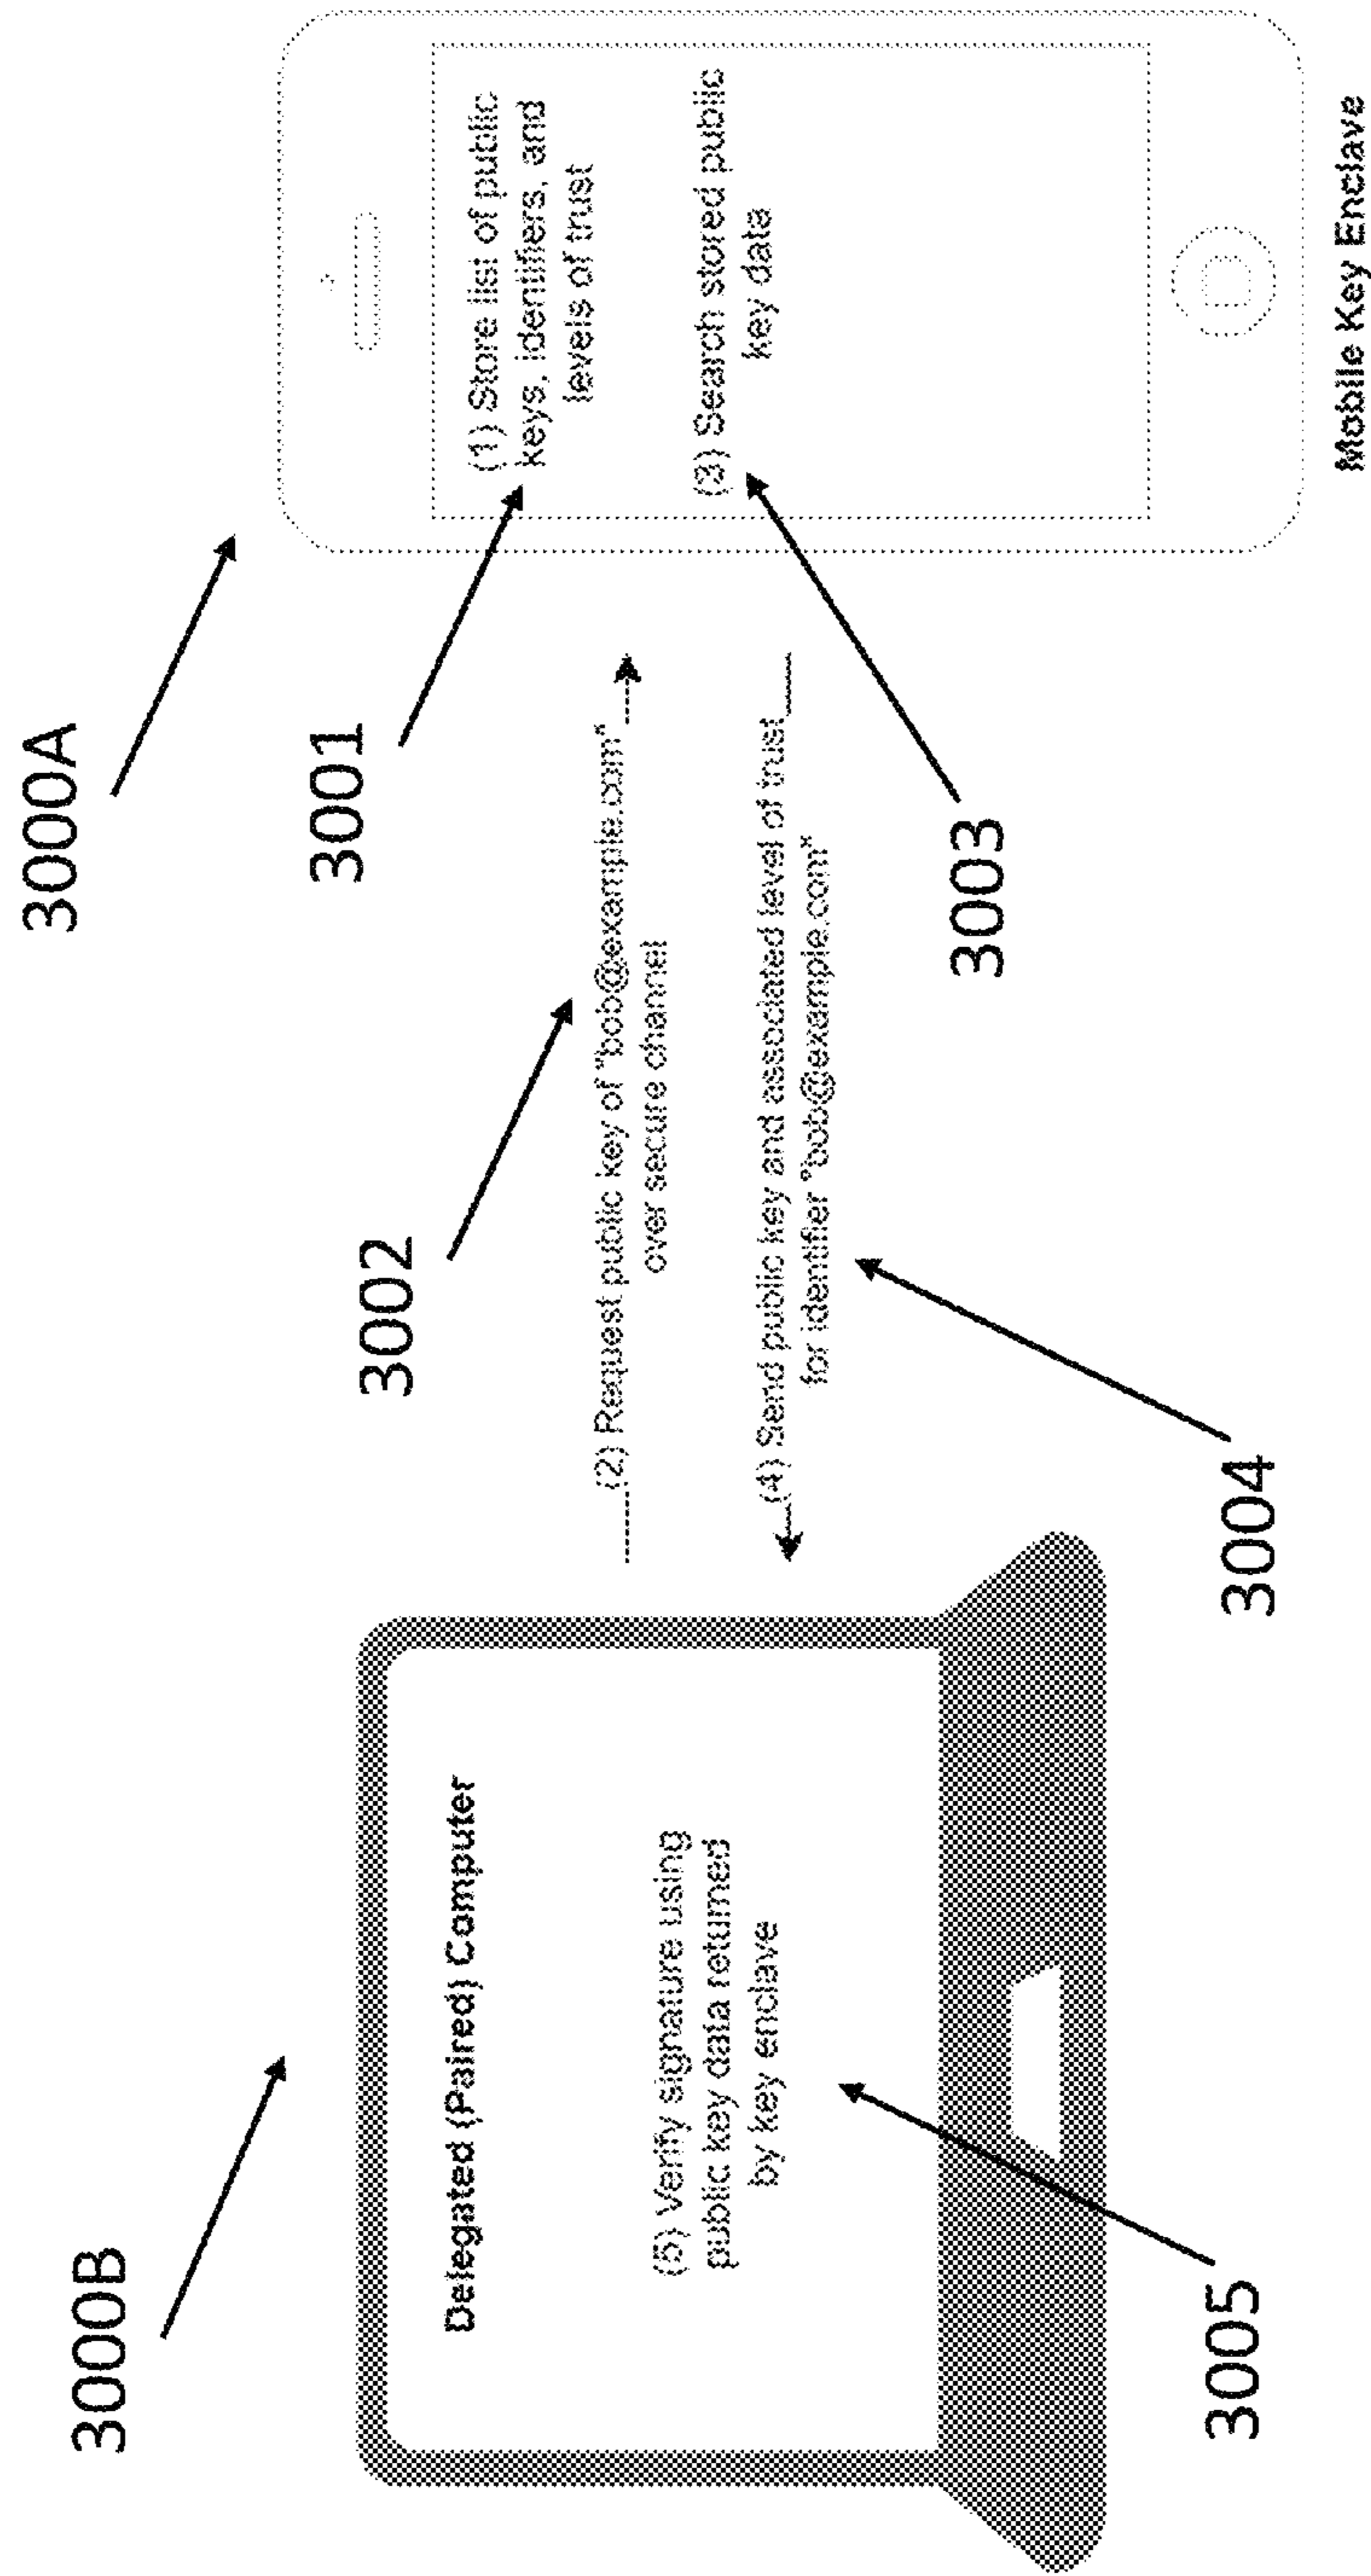 3000B
3000A
Delegated (Paired) Computer
(5) Verify signature using
public key data returned
by key enclave
3005
3002
(2) Request public key of "bob@example.com"
over secure channel
(4) Send public key and associated level of trust
for identifier "bob@example.com"
3004
3001
(1) Store list of public
keys, identifiers, and
levels of trust
(3) Search stored public
key data
3003
Mobile Key Enclave